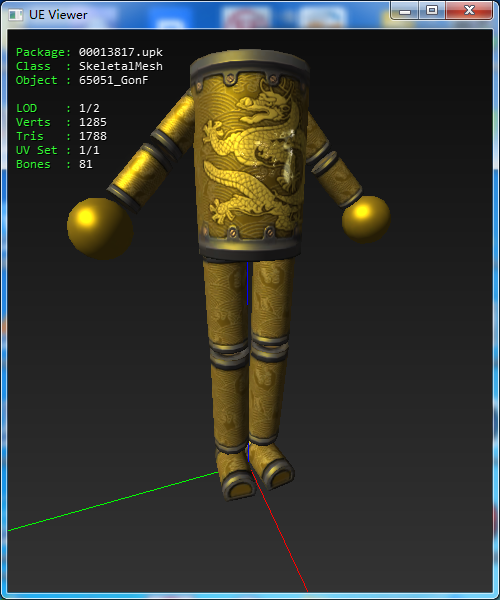 UE Viewer
Package: 00013817.upk
Class : SkeletalMesh
Object : 65051_GonF
LOD : 1/2
Verts : 1285
Tris : 1788
UV Set : 1/1
Bones : 81